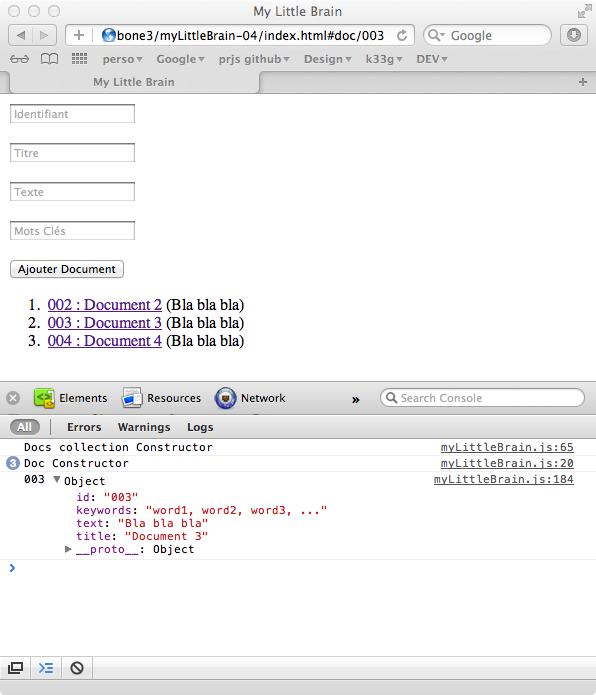 My Little Brain
bone3/myLittleBrain-04/index.html#doc/003
Google
perso Google prjs github Design k33g DEV
My Little Brain
Identifiant
Titre
Texte
Mots Clés
Ajouter Document
1. 002 : Document 2 (Bla bla bla)
2. 003 : Document 3 (Bla bla bla)
3. 004 : Document 4 (Bla bla bla)
Elements Resources Network » Search Console
All Errors Warnings Logs
Docs collection Constructor myLittleBrain.js:65
3 Doc Constructor myLittleBrain.js:20
003 Object myLittleBrain.js:184
id: "003"
keywords: "word1, word2, word3, ..."
text: "Bla bla bla"
title: "Document 3"
__proto__: Object